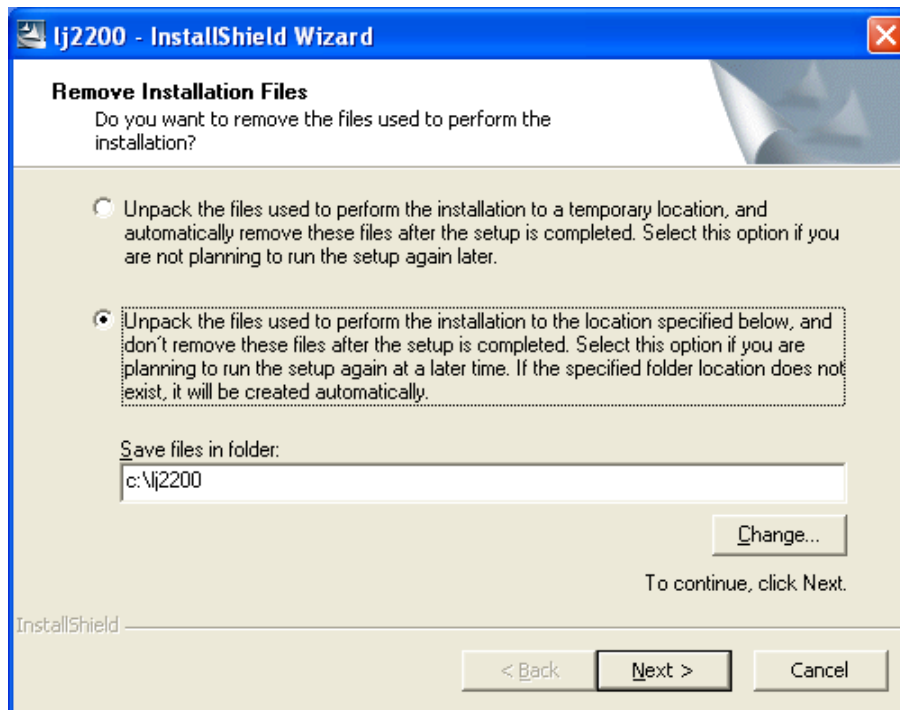 lj2200 - InstallShield Wizard
Remove Installation Files
Do you want to remove the files used to perform the
installation?
Unpack the files used to perform the installation to a temporary location, and
automatically remove these files after the setup is completed. Select this option if you
are not planning to run the setup again later.
Unpack the files used to perform the installation to the location specified below, and
don´t remove these files after the setup is completed. Select this option if you are
planning to run the setup again at a later time. If the specified folder location does not
exist, it will be created automatically.
Save files in folder:
c:\lj2200
Change...
To continue, click Next.
InstallShield
< Back
Next >
Cancel